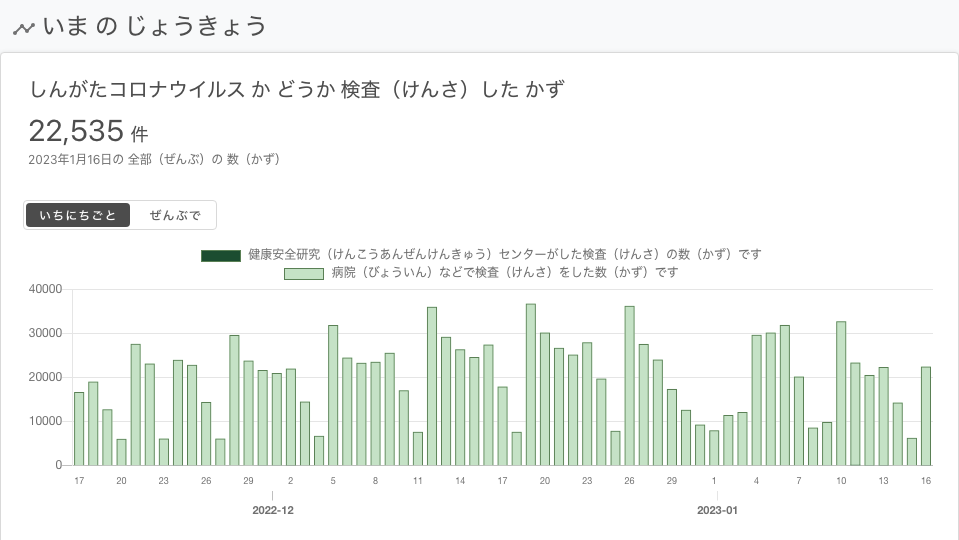 いま の じょうきょう
しんがたコロナウイルス か どうか 検査（けんさ）した かず
22,535 件
2023年1月16日の 全部（ぜんぶ）の 数（かず）
いちにちごと ぜんぶで
健康安全研究（けんこうあんぜんけんきゅう）センターがした検査（けんさ）の数（かず）です
病院（びょういん）などで検査（けんさ）をした数（かず）です
40000
30000
20000
10000
0
17 20 23 26 29 2 5 8 11 14 17 20 23 26 29 1 4 7 10 13 16
2022-12 2023-01